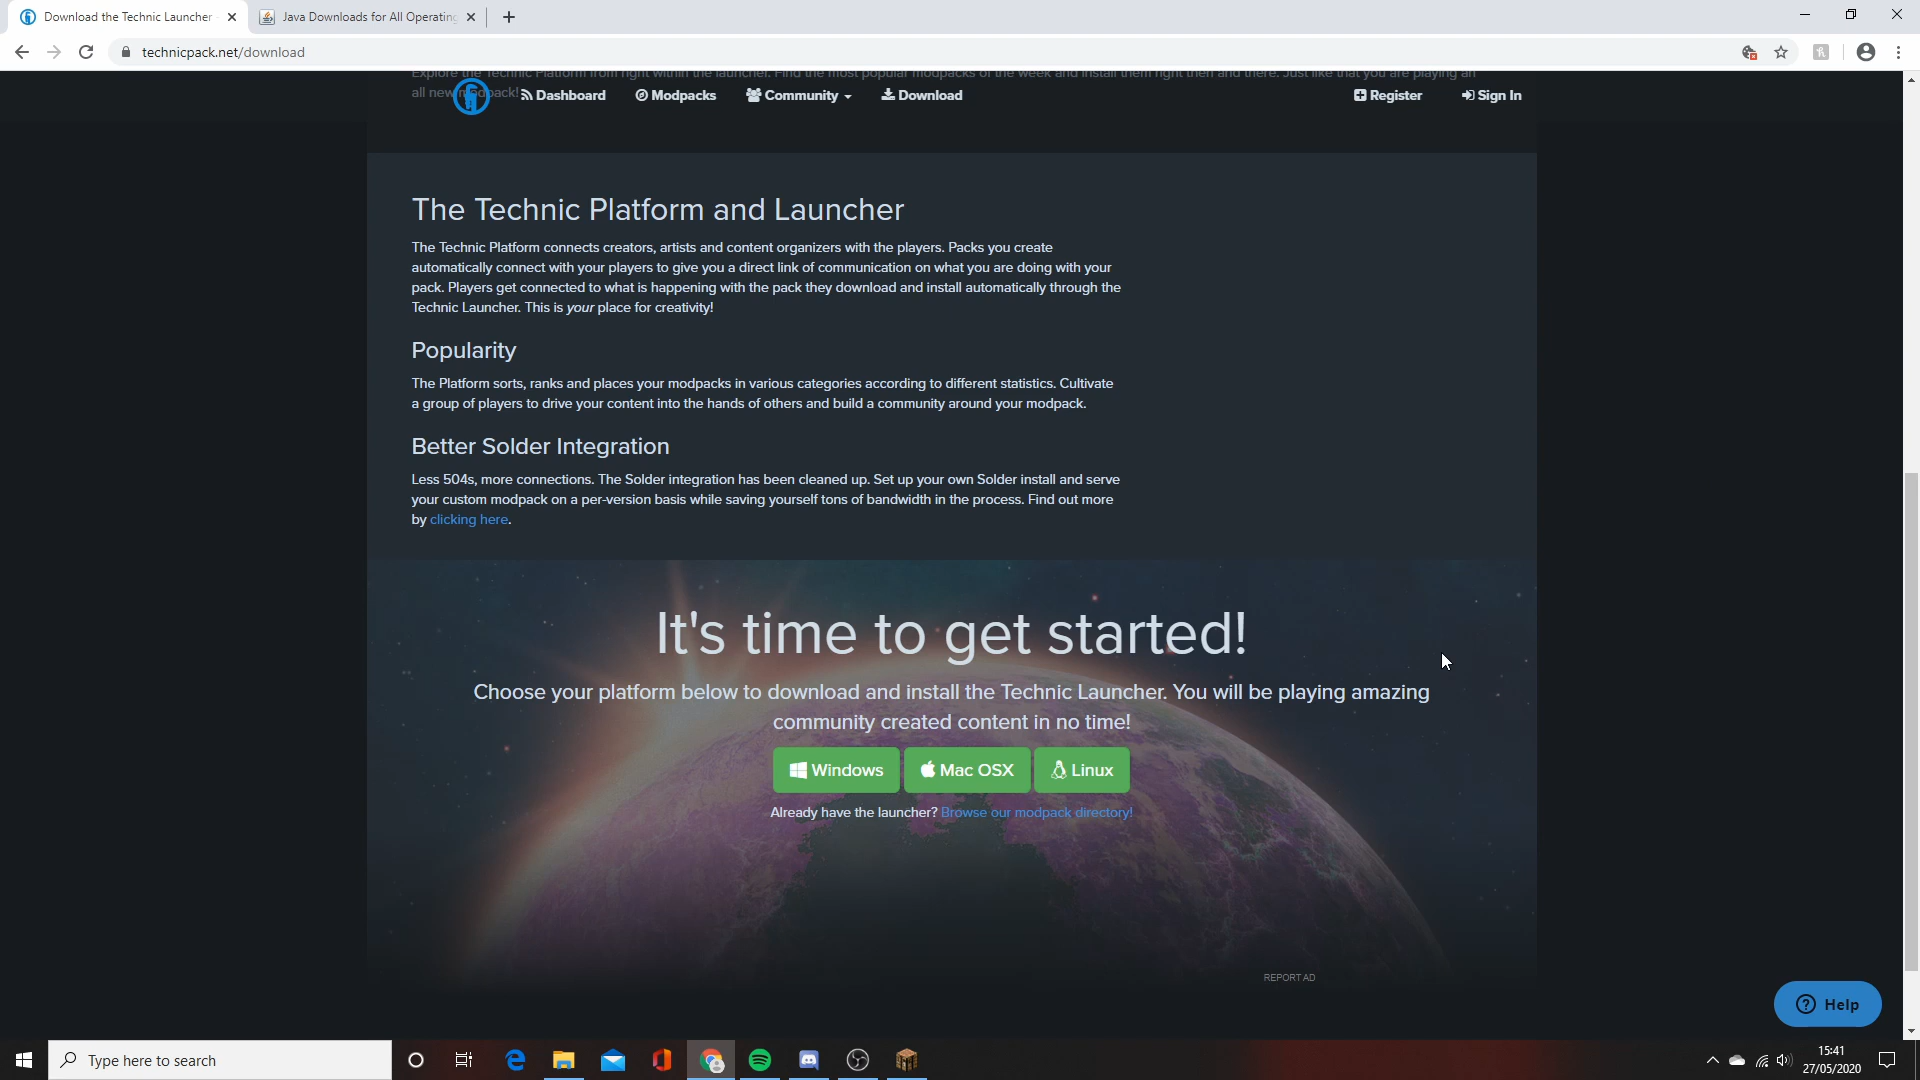 Download the Technic Launcher
Java Downloads for All Operating
technicpack.net/download
Explore the Technic Platform from right within the launcher. Find the most popular modpacks of the week and install them right then and there. Just like that you are playing an
all new modpack!
Dashboard
Modpacks
Community
Download
Register
Sign In
The Technic Platform and Launcher
The Technic Platform connects creators, artists and content organizers with the players. Packs you create
automatically connect with your players to give you a direct link of communication on what you are doing with your
pack. Players get connected to what is happening with the pack they download and install automatically through the
Technic Launcher. This is your place for creativity!
Popularity
The Platform sorts, ranks and places your modpacks in various categories according to different statistics. Cultivate
a group of players to drive your content into the hands of others and build a community around your modpack.
Better Solder Integration
Less 504s, more connections. The Solder integration has been cleaned up. Set up your own Solder install and serve
your custom modpack on a per-version basis while saving yourself tons of bandwidth in the process. Find out more
by clicking here.
It's time to get started!
Choose your platform below to download and install the Technic Launcher. You will be playing amazing
community created content in no time!
Windows
Mac OSX
Linux
Already have the launcher? Browse our modpack directory!
REPORT AD
Help
Type here to search
15:41
27/05/2020